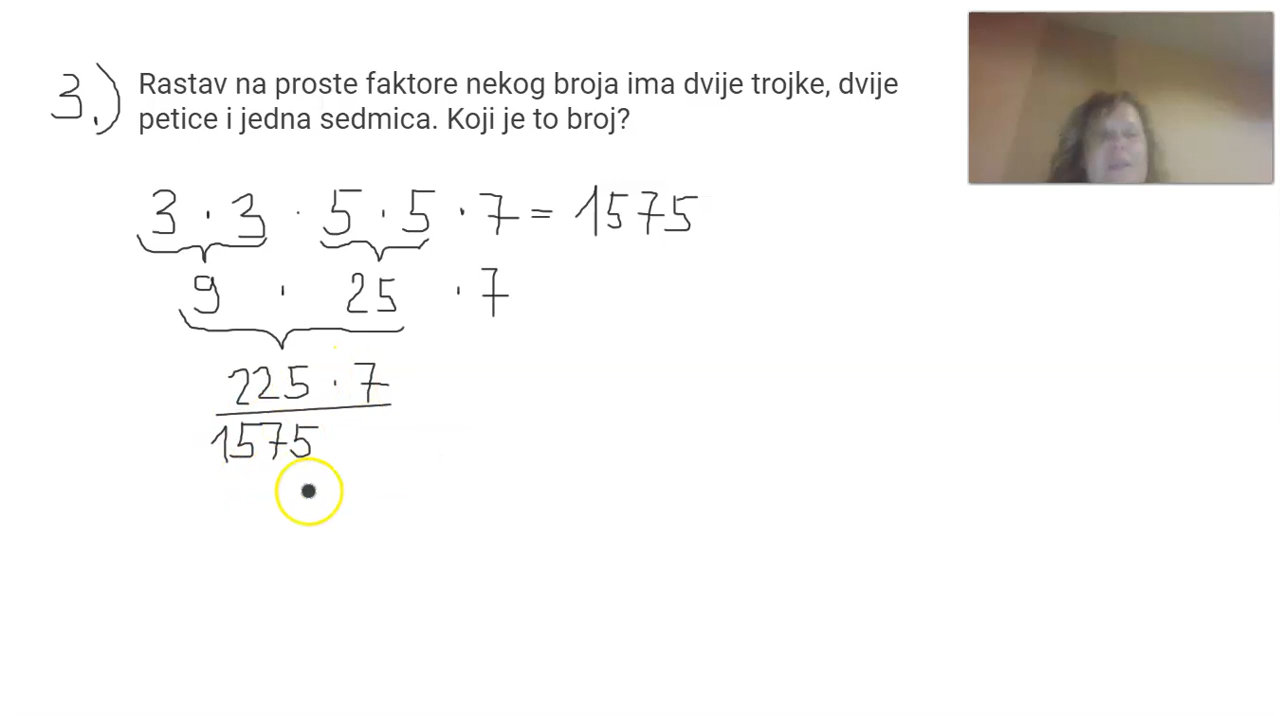 3.) Rastav na proste faktore nekog broja ima dvije trojke, dvije
petice i jedna sedmica. Koji je to broj?
3 · 3 · 5 · 5 · 7 = 1575
9 · 25 · 7
225 · 7
1575